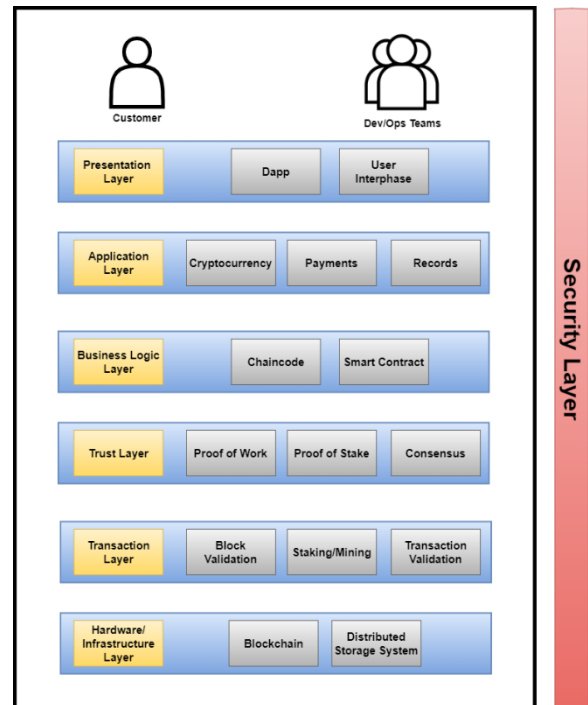 Customer
Dev/Ops Teams
Presentation
Layer
Dapp
User
Interphase
Application
Layer
Cryptocurrency
Payments
Records
Business Logic
Layer
Chaincode
Smart Contract
Trust Layer
Proof of Work
Proof of Stake
Consensus
Transaction
Layer
Block
Validation
Staking/Mining
Transaction
Validation
Hardware/
Infrastructure
Layer
Blockchain
Distributed
Storage System
Security Layer